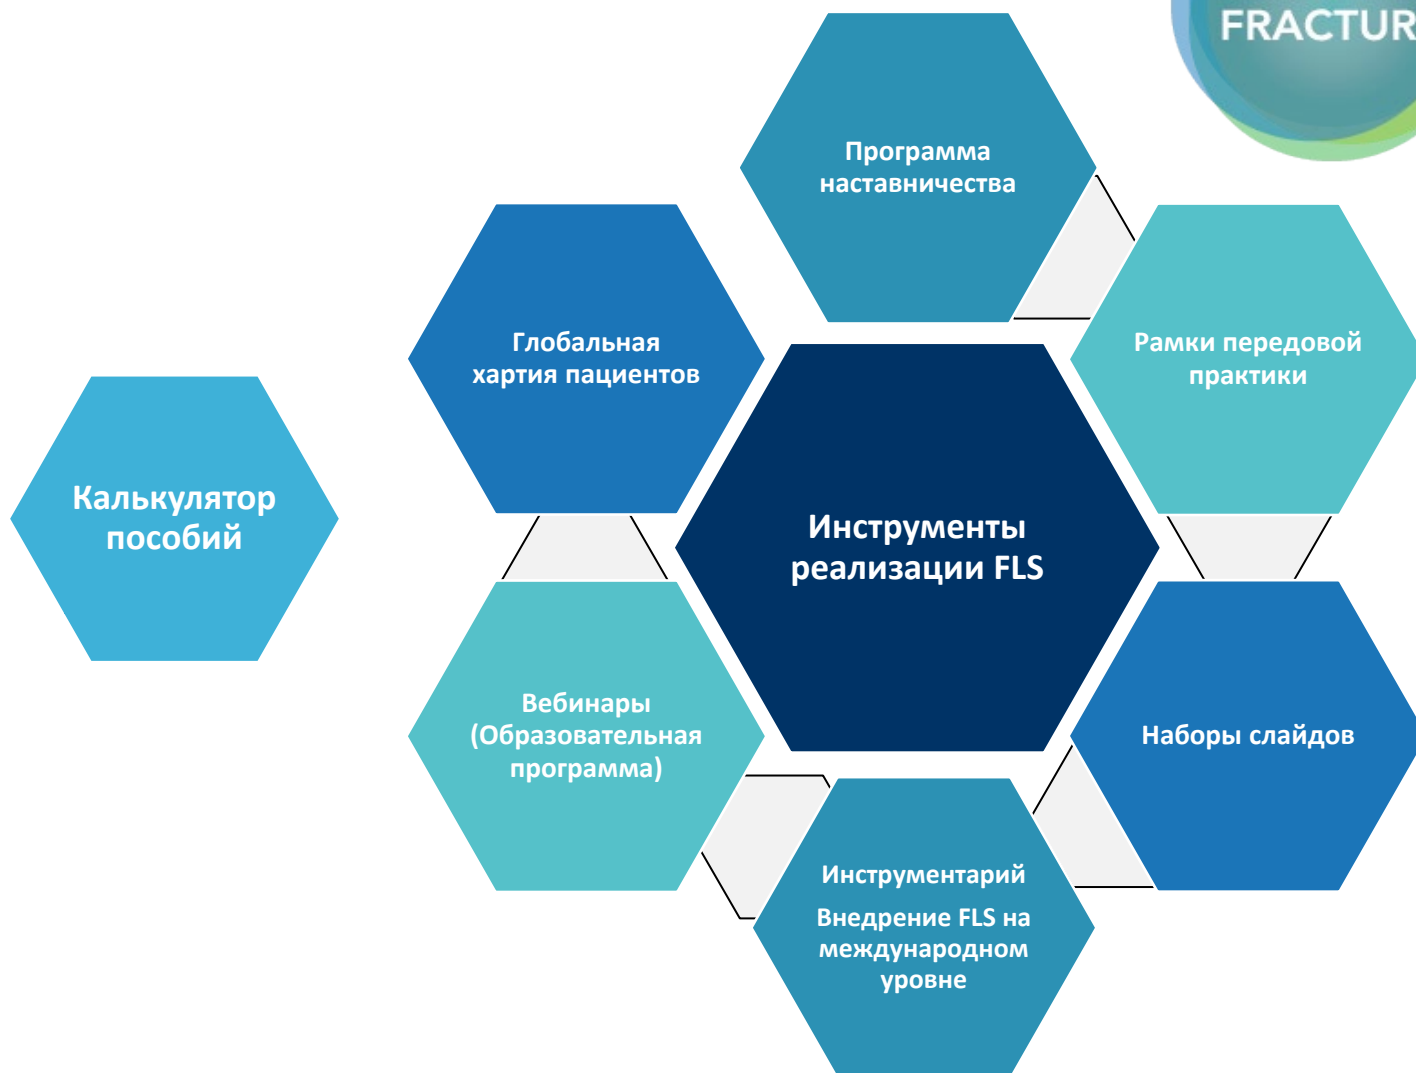 FRACTUR
Программа
наставничества
Глобальная
хартия пациентов
Рамки передовой
практики
Калькулятор
пособий
Инструменты
реализации FLS
Вебинары
(Образовательная
программа)
Наборы слайдов
Инструментарий
Внедрение FLS на
международном
уровне